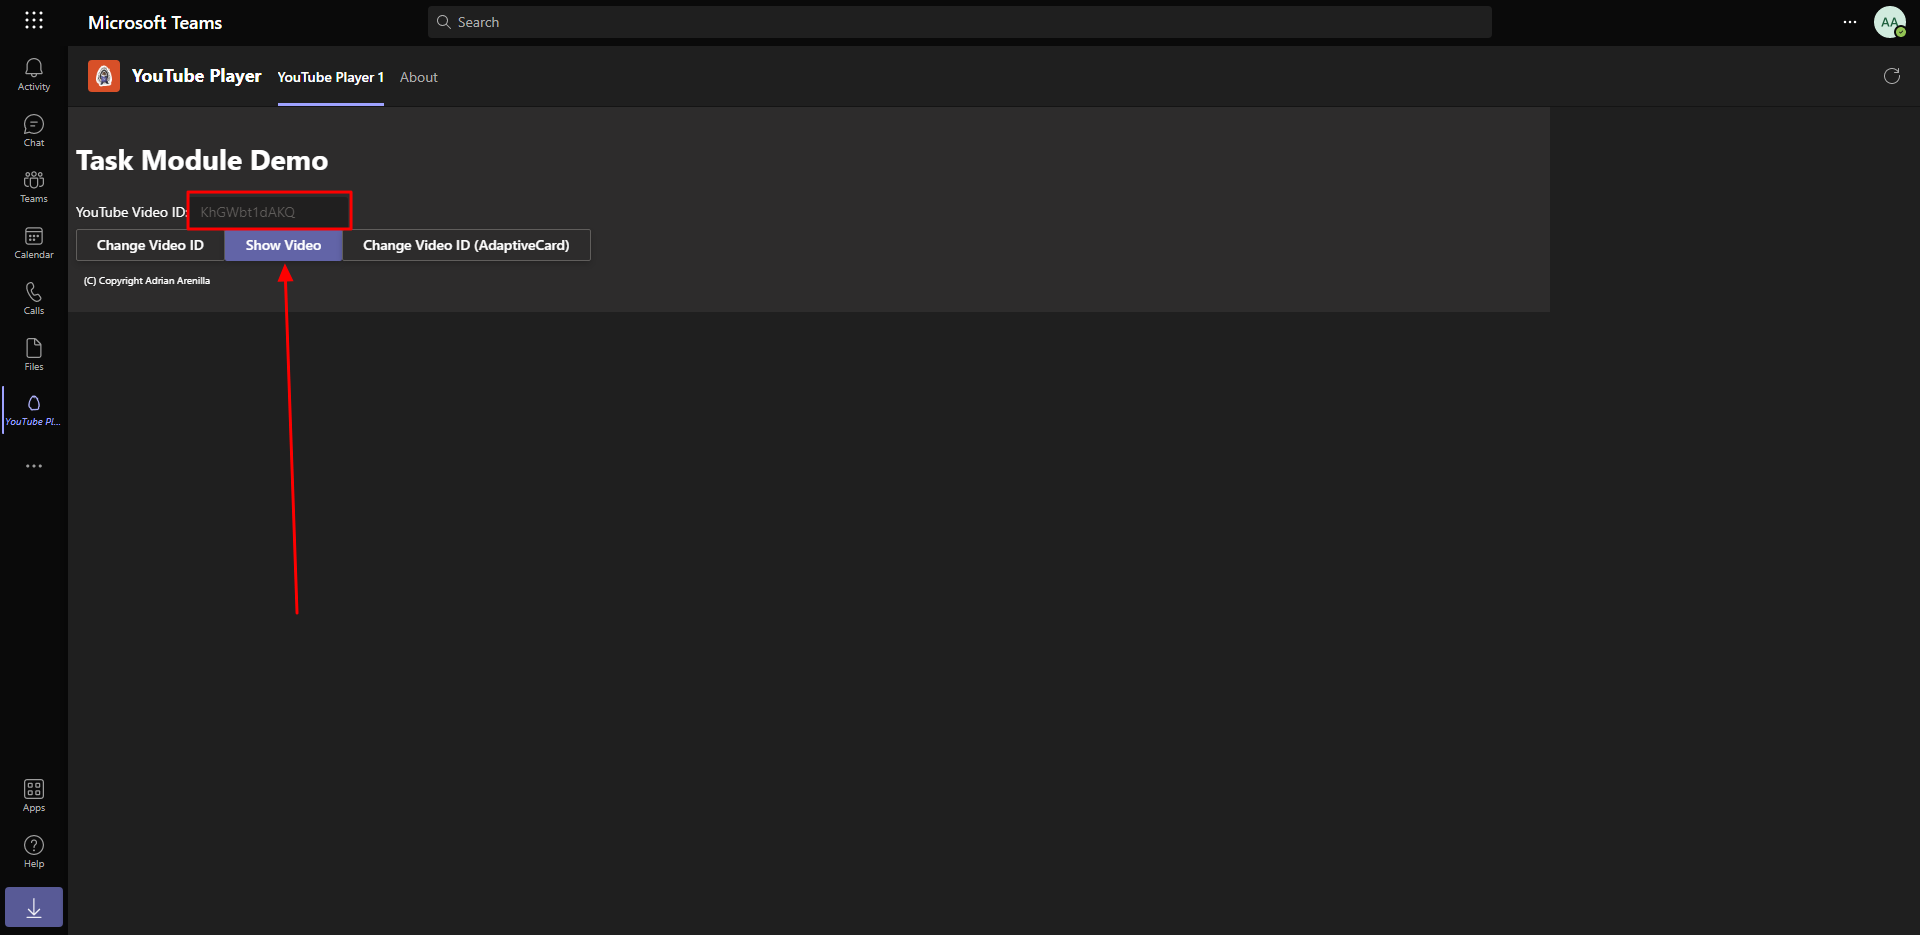 Microsoft Teams
Search
AA
Activity
Chat
Teams
Calendar
Calls
Files
YouTube Pl...
Apps
Help
YouTube Player
YouTube Player 1
About
Task Module Demo
YouTube Video ID: KhGWbt1dAKQ
Change Video ID
Show Video
Change Video ID (AdaptiveCard)
(C) Copyright Adrian Arenilla